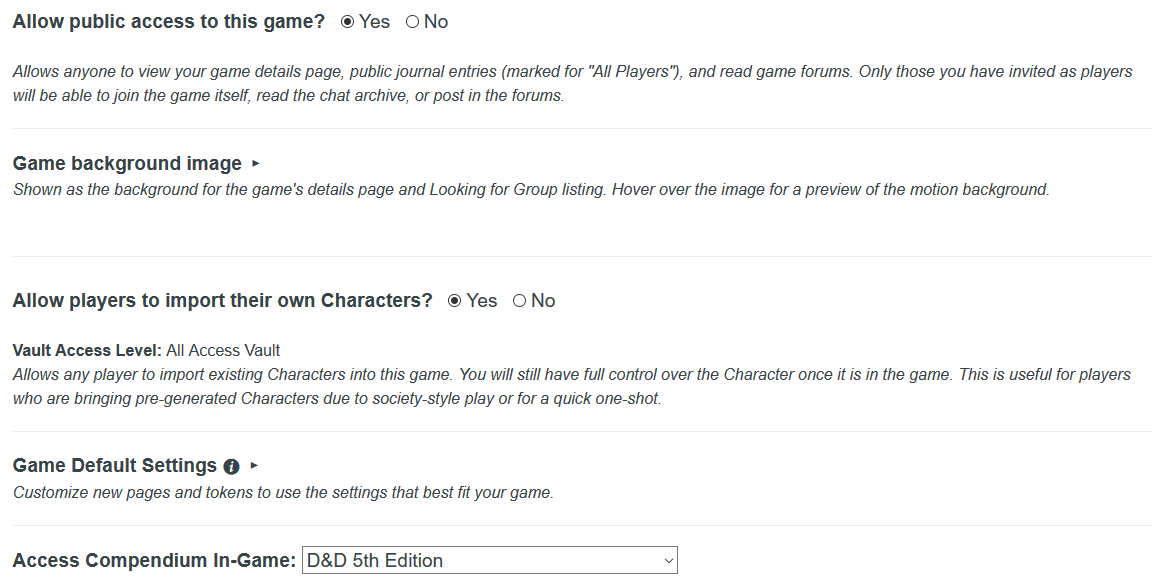 Allow public access to this game? Yes No
Allows anyone to view your game details page, public journal entries (marked for "All Players"), and read game forums. Only those you have invited as players
will be able to join the game itself, read the chat archive, or post in the forums.
Game background image
Shown as the background for the game's details page and Looking for Group listing. Hover over the image for a preview of the motion background.
Allow players to import their own Characters? Yes No
Vault Access Level: All Access Vault
Allows any player to import existing Characters into this game. You will still have full control over the Character once it is in the game. This is useful for players
who are bringing pre-generated Characters due to society-style play or for a quick one-shot.
Game Default Settings
Customize new pages and tokens to use the settings that best fit your game.
Access Compendium In-Game: D&D 5th Edition